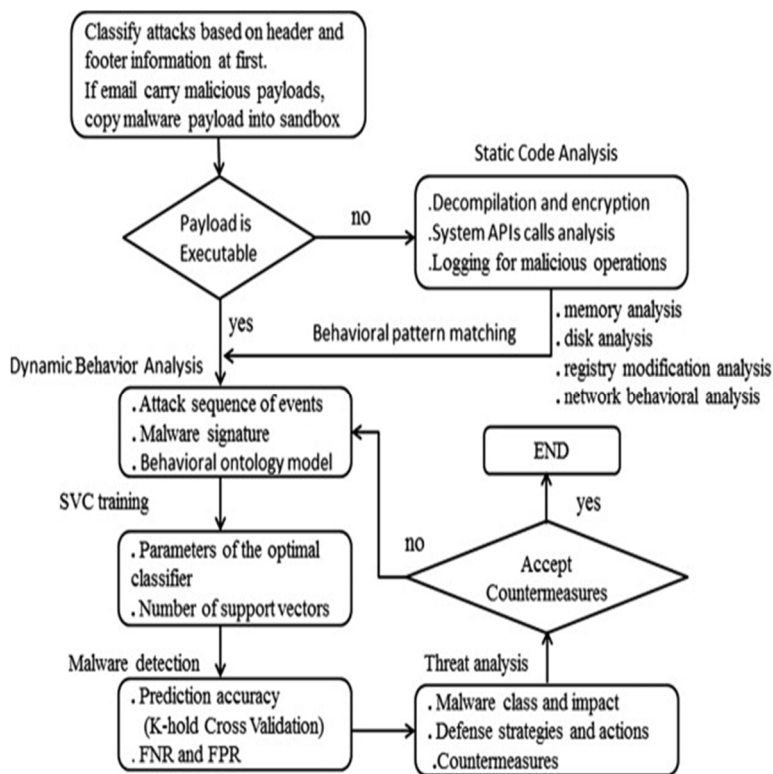 Classify attacks based on header and
footer information at first.
If email carry malicious payloads,
copy malware payload into sandbox
Static Code Analysis
Payload is
Executable
no
.Decompilation and encryption
.System APIs calls analysis
.Logging for malicious operations
yes
Behavioral pattern matching
. memory analysis
. disk analysis
. registry modification analysis
. network behavioral analysis
Dynamic Behavior Analysis
. Attack sequence of events
. Malware signature
. Behavioral ontology model
END
yes
SVC training
no
. Parameters of the optimal
classifier
. Number of support vectors
Accept
Countermeasures
Malware detection
Threat analysis
. Prediction accuracy
(K-hold Cross Validation)
. FNR and FPR
. Malware class and impact
. Defense strategies and actions
. Countermeasures